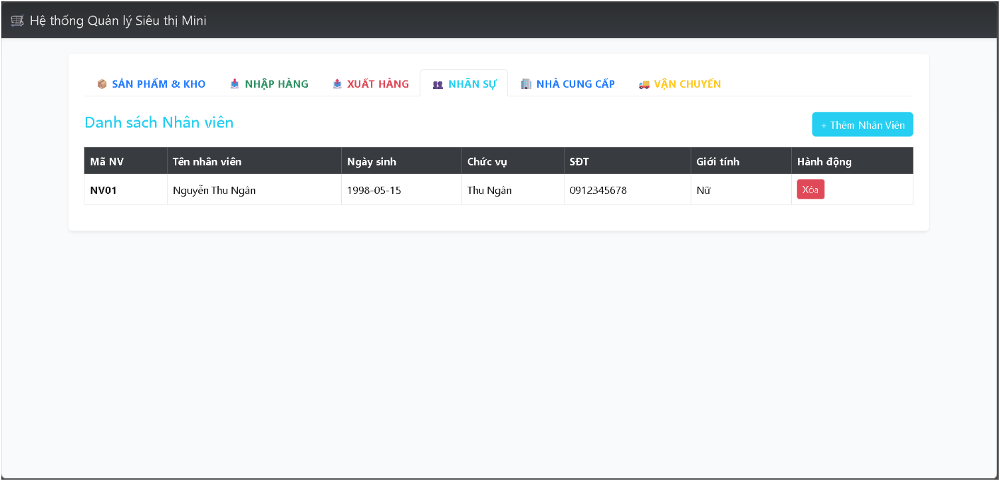 Hệ thống Quản lý Siêu thị Mini
SẢN PHẨM & KHO NHẬP HÀNG XUẤT HÀNG NHÂN SỰ NHÀ CUNG CẤP VẬN CHUYỂN
Danh sách Nhân viên
+ Thêm Nhân Viên
Mã NV Tên nhân viên Ngày sinh Chức vụ SĐT Giới tính Hành động
NV01 Nguyễn Thu Ngân 1998-05-15 Thu Ngân 0912345678 Nữ Xóa